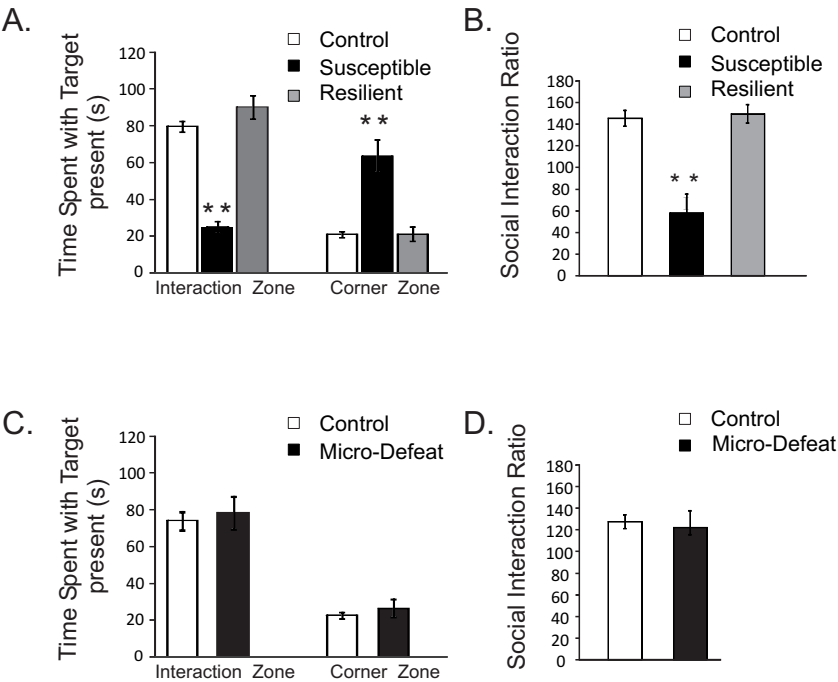 A.
Time Spent with Target
present (s)
Control
Susceptible
Resilient
120
100
80
60
40
20
0
**
**
Interaction Zone
Corner Zone
B.
Social Interaction Ratio
Control
Susceptible
Resilient
180
160
140
120
100
80
60
40
20
0
**
C.
Time Spent with Target
present (s)
Control
Micro-Defeat
120
100
80
60
40
20
0
Interaction Zone
Corner Zone
D.
Social Interaction Ratio
Control
Micro-Defeat
180
160
140
120
100
80
60
40
20
0